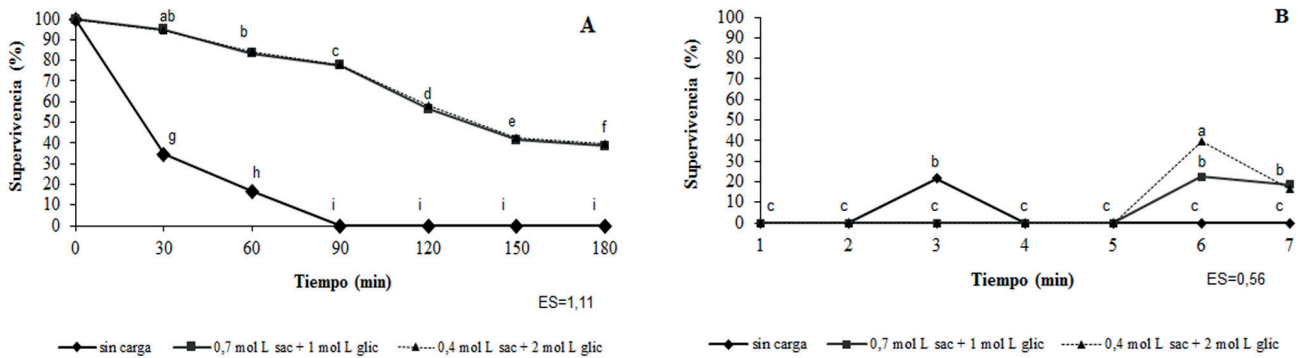 A
Supervivencia (%)
100
90
80
70
60
50
40
30
20
10
0
ab
b
c
d
e
f
g
h
i i i i
0 30 60 90 120 150 180
Tiempo (min)
ES=1,11
sin carga 0,7 mol L sac + 1 mol L glic 0,4 mol L sac + 2 mol L glic
B
Supervivencia (%)
100
90
80
70
60
50
40
30
20
10
0
a
b b b
c c c c c c c
1 2 3 4 5 6 7
Tiempo (min)
ES=0,56
sin carga 0,7 mol L sac + 1 mol L glic 0,4 mol L sac + 2 mol L glic